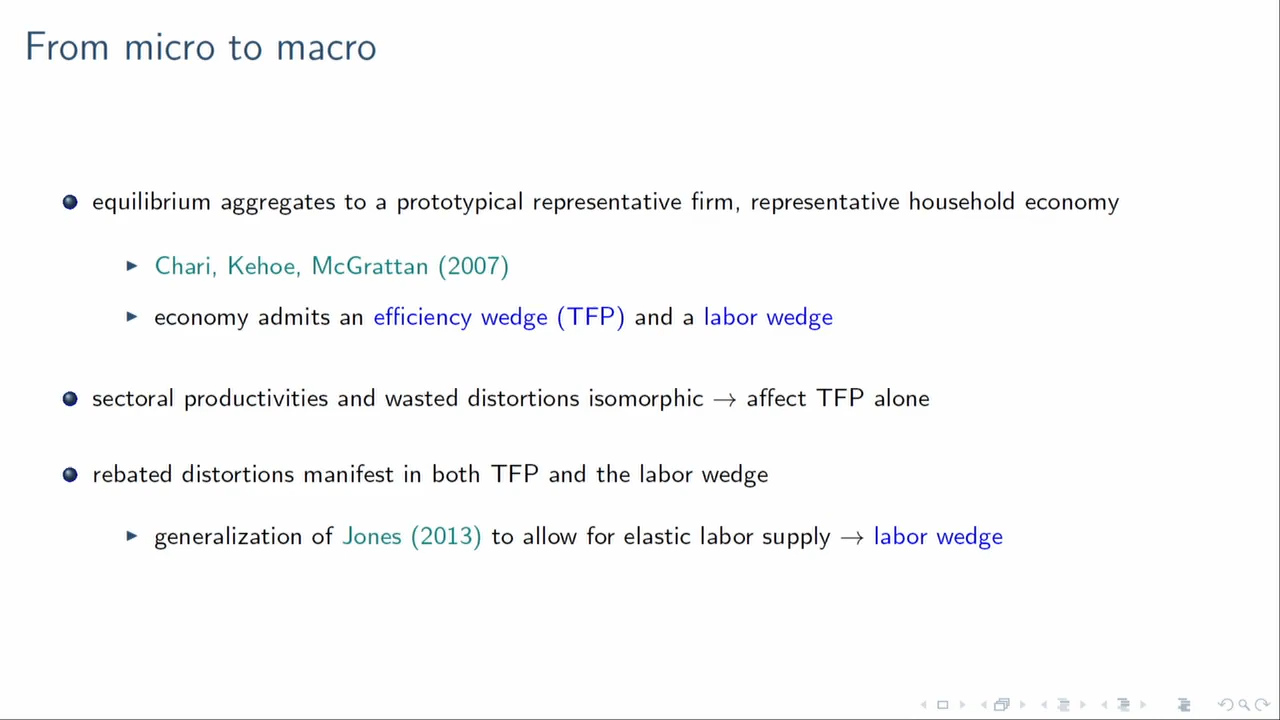 From micro to macro
equilibrium aggregates to a prototypical representative firm, representative household economy
Chari, Kehoe, McGrattan (2007)
economy admits an efficiency wedge (TFP) and a labor wedge
sectoral productivities and wasted distortions isomorphic → affect TFP alone
rebated distortions manifest in both TFP and the labor wedge
generalization of Jones (2013) to allow for elastic labor supply → labor wedge